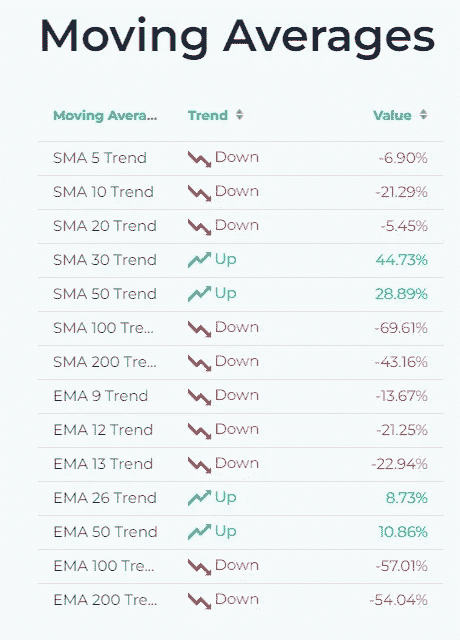 Moving Averages
Moving Avera... Trend Value
SMA 5 Trend Down -6.90%
SMA 10 Trend Down -21.29%
SMA 20 Trend Down -5.45%
SMA 30 Trend Up 44.73%
SMA 50 Trend Up 28.89%
SMA 100 Tre... Down -69.61%
SMA 200 Tre... Down -43.16%
EMA 9 Trend Down -13.67%
EMA 12 Trend Down -21.25%
EMA 13 Trend Down -22.94%
EMA 26 Trend Up 8.73%
EMA 50 Trend Up 10.86%
EMA 100 Tre... Down -57.01%
EMA 200 Tre... Down -54.04%